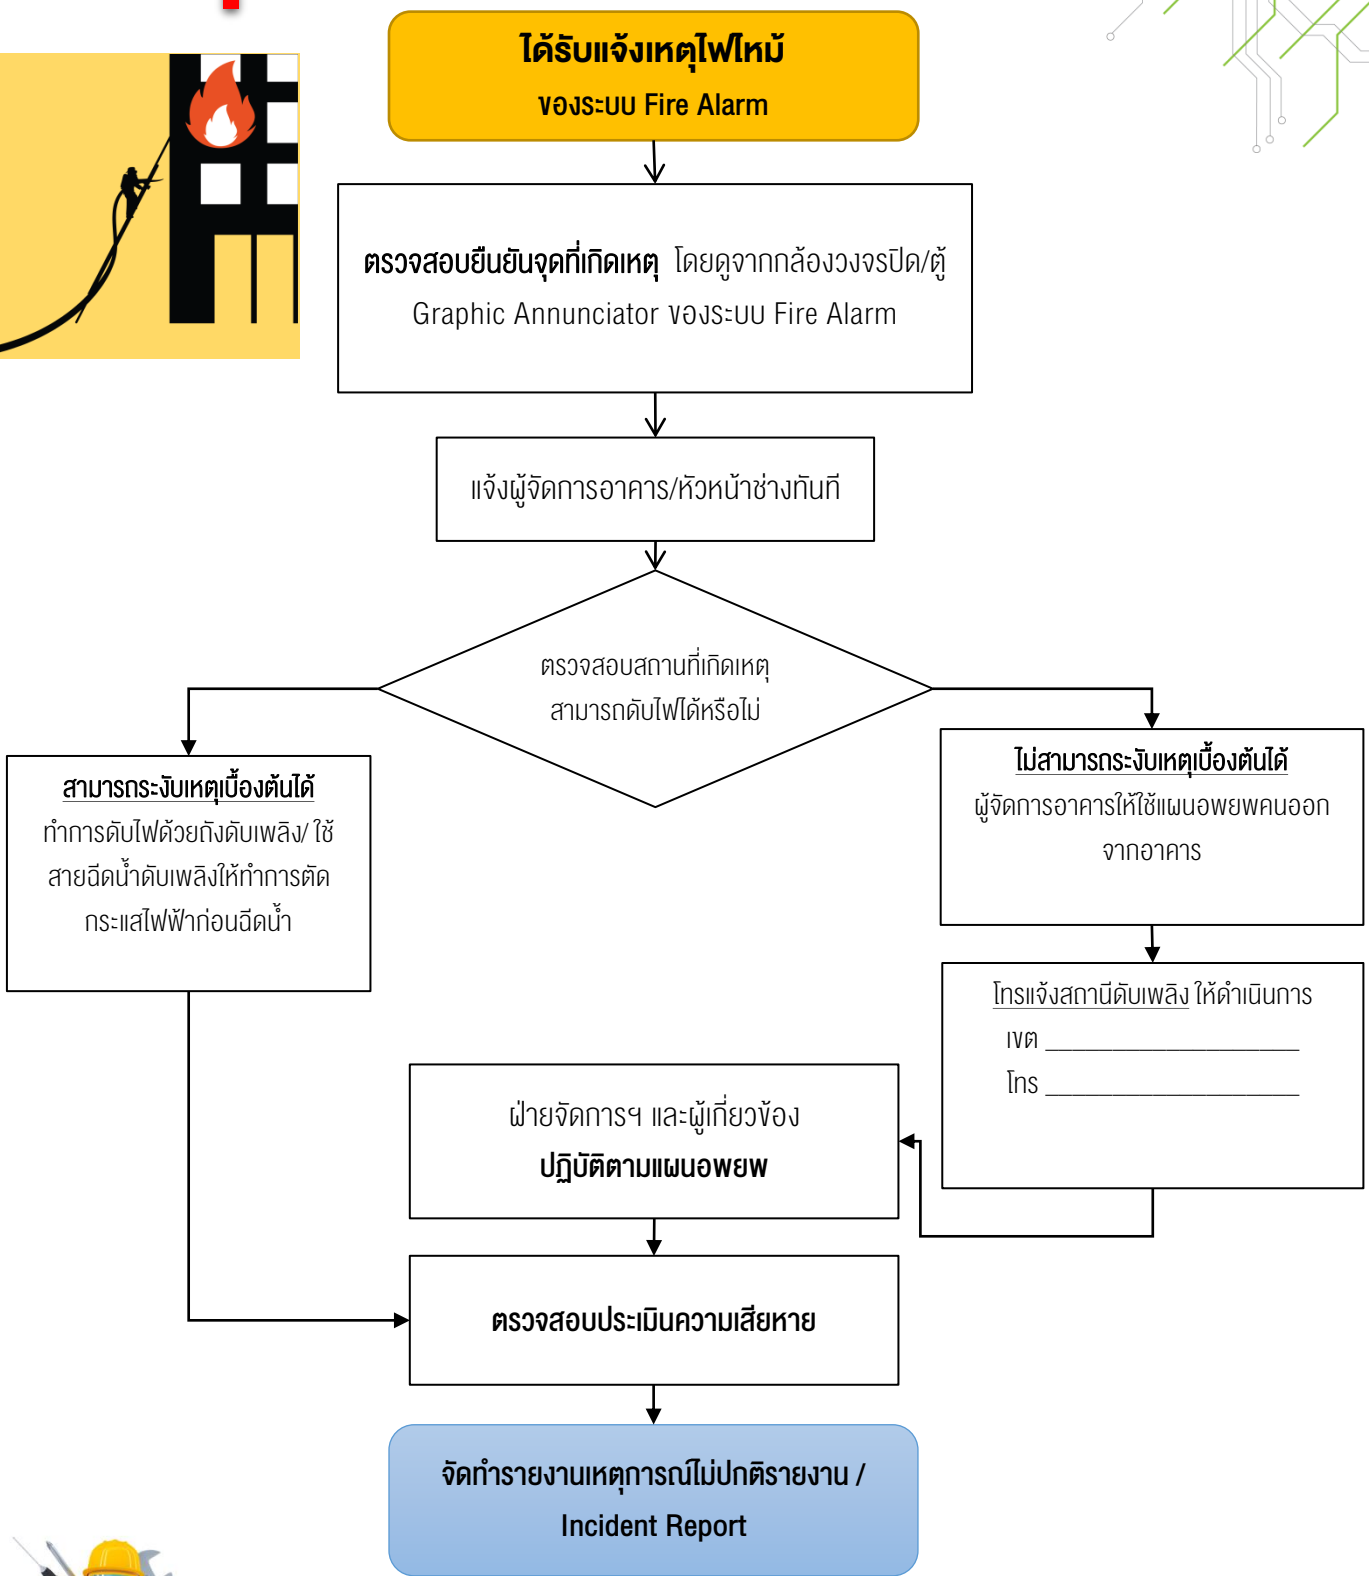 ได้รับแจ้งเหตุไฟไหม้
ของระบบ Fire Alarm
ตรวจสอบยืนยันจุดที่เกิดเหตุ โดยดูจากกล้องวงจรปิด/ตู้
Graphic Annunciator ของระบบ Fire Alarm
แจ้งผู้จัดการอาคาร/หัวหน้าช่างทันที
ตรวจสอบสถานที่เกิดเหตุ
สามารถดับไฟได้หรือไม่
สามารถระงับเหตุเบื้องต้นได้
ทำการดับไฟด้วยถังดับเพลิง/ ใช้
สายฉีดน้ำดับเพลิงให้ทำการตัด
กระแสไฟฟ้าก่อนฉีดน้ำ
ไม่สามารถระงับเหตุเบื้องต้นได้
ผู้จัดการอาคารให้ใช้แผนอพยพคนออก
จากอาคาร
โทรแจ้งสถานีดับเพลิง ให้ดำเนินการ
เขต ___________________
โทร ___________________
ฝ่ายจัดการฯ และผู้เกี่ยวข้อง
ปฏิบัติตามแผนอพยพ
ตรวจสอบประเมินความเสียหาย
จัดทำรายงานเหตุการณ์ไม่ปกติรายงาน /
Incident Report